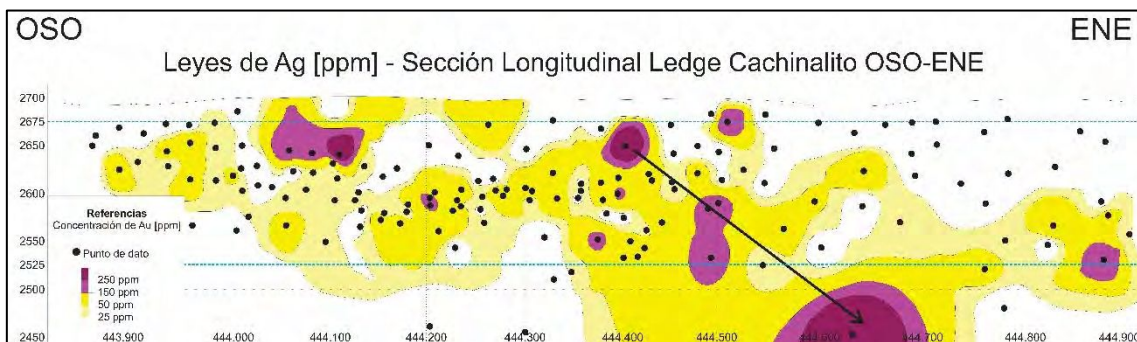 OSO ENE
Leyes de Ag [ppm] - Sección Longitudinal Ledge Cachinalito OSO-ENE
2700
2675
2650
2600
2550
2525
2500
2450
Referencias
Concentración de Au [ppm]
Punto de dato
250 ppm
150 ppm
50 ppm
25 ppm
443.900 444.000 444.100 444.200 444.300 444.400 444.500 444.600 444.700 444.800 444.900